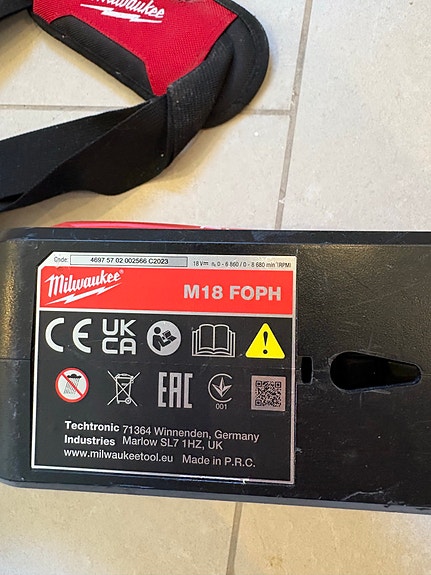 Milwaukee
Code: 4697 57 02 002566 C2023 18 V⎓ n₀ 0 - 6 660 / 0 - 8 680 min⁻¹(RPM)
Milwaukee®
M18 FOPH
CE UK
CA
EAC
001
Techtronic 71364 Winnenden, Germany
Industries Marlow SL7 1HZ, UK
www.milwaukeetool.eu Made in P.R.C.